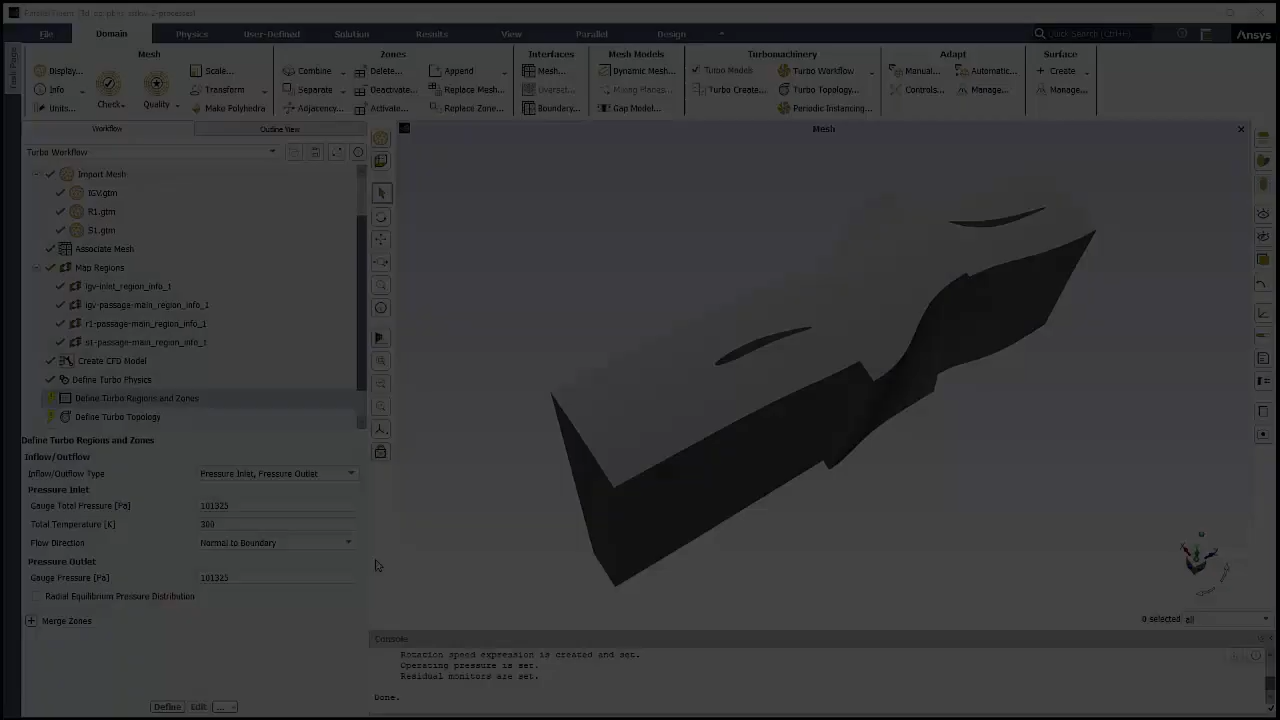 File
Domain
Physics
User-Defined
Solution
Results
View
Parallel
Design
Quick Search (Ctrl+F)
Ansys
Mesh
Zones
Interfaces
Mesh Models
Turbomachinery
Adapt
Surface
Display...
Info
Units...
Check
Quality
Scale...
Transform
Make Polyhedra
Combine
Separate
Adjacency...
Delete...
Deactivate...
Activate...
Append
Replace Mesh...
Replace Zone...
Mesh...
Overset...
Boundary...
Dynamic Mesh...
Mixing Planes...
Gap Model...
Turbo Models
Turbo Create...
Turbo Workflow
Turbo Topology...
Periodic Instancing...
Manual...
Controls...
Automatic...
Manage...
Create
Manage...
Task Page
Workflow
Outline View
Turbo Workflow
Import Mesh
IGV.gtm
R1.gtm
S1.gtm
Associate Mesh
Map Regions
igv-inlet_region_info_1
igv-passage-main_region_info_1
r1-passage-main_region_info_1
s1-passage-main_region_info_1
Create CFD Model
Define Turbo Physics
Define Turbo Regions and Zones
Define Turbo Topology
Define Turbo Regions and Zones
Inflow/Outflow
Inflow/Outflow Type Pressure Inlet, Pressure Outlet
Pressure Inlet
Gauge Total Pressure [Pa] 101325
Total Temperature [K] 300
Flow Direction Normal to Boundary
Pressure Outlet
Gauge Pressure [Pa] 101325
Radial Equilibrium Pressure Distribution
Merge Zones
Define Edit ...
Mesh
0 selected all
Console
Rotation speed expression is created and set.
Operating pressure is set.
Residual monitors are set.
Done.